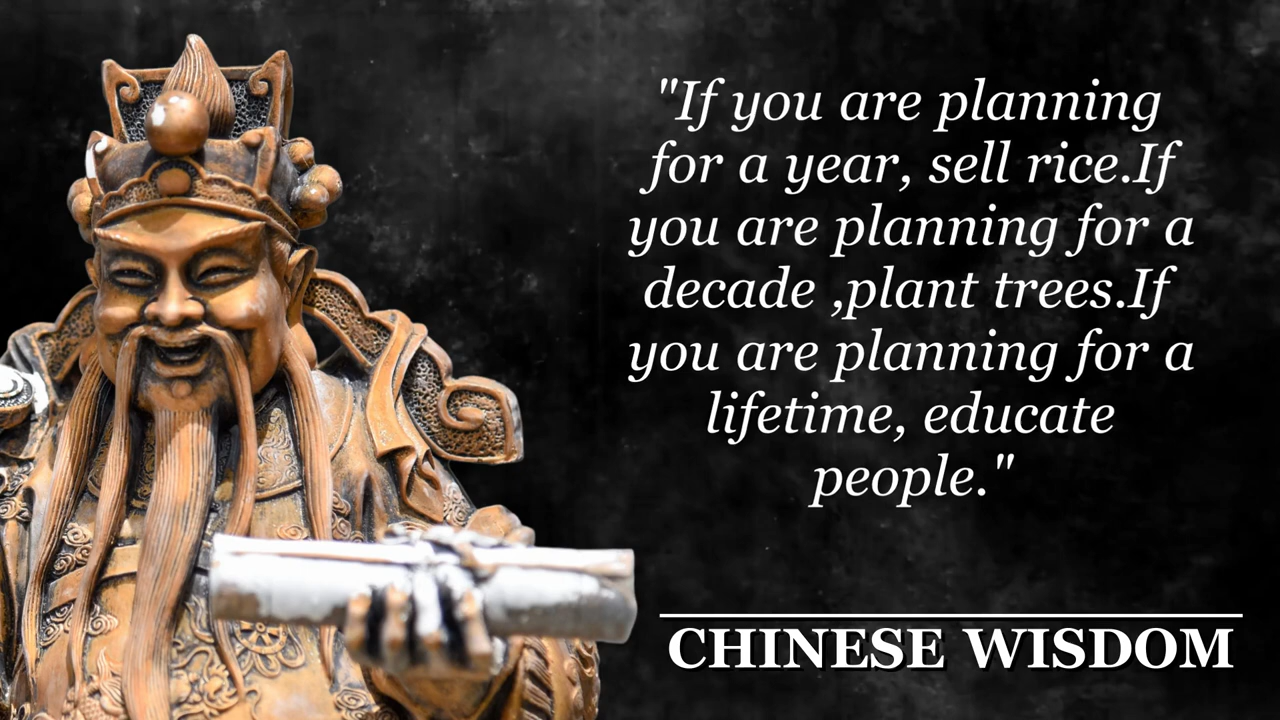 "If you are planning
for a year, sell rice.If
you are planning for a
decade ,plant trees.If
you are planning for a
lifetime, educate
people."
CHINESE WISDOM